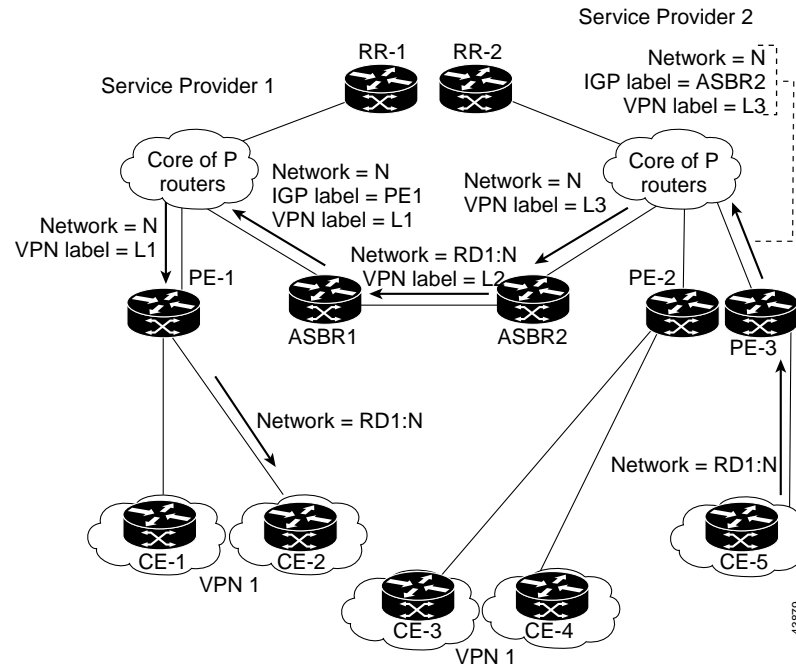 Service Provider 2
RR-1
RR-2
Network = N
IGP label = ASBR2
VPN label = L3
Service Provider 1
Core of P
routers
Network = N
IGP label = PE1
VPN label = L1
Network = N
VPN label = L3
Core of P
routers
Network = N
VPN label = L1
Network = RD1:N
VPN label = L2
PE-1
PE-2
ASBR1
ASBR2
PE-3
Network = RD1:N
Network = RD1:N
CE-1
CE-2
CE-5
VPN 1
CE-3
CE-4
VPN 1
43879